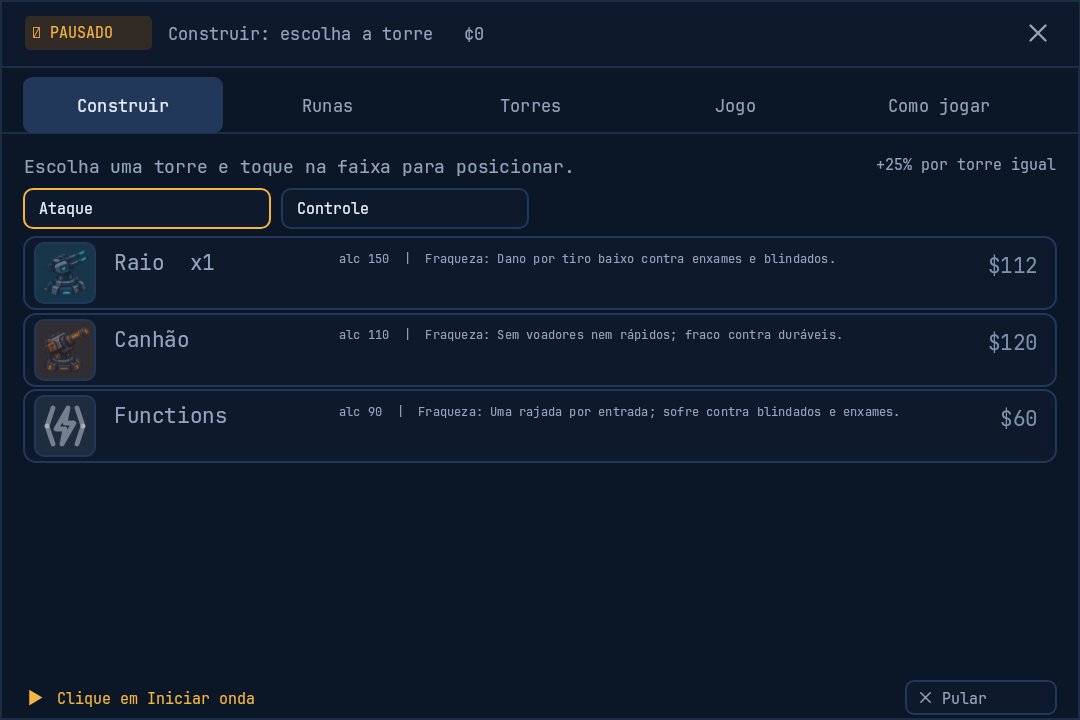 PAUSADO
Construir: escolha a torre ₵0
Construir Runas Torres Jogo Como jogar
Escolha uma torre e toque na faixa para posicionar.
+25% por torre igual
Ataque Controle
Raio x1 alc 150 | Fraqueza: Dano por tiro baixo contra enxames e blindados. $112
Canhão alc 110 | Fraqueza: Sem voadores nem rápidos; fraco contra duráveis. $120
Functions alc 90 | Fraqueza: Uma rajada por entrada; sofre contra blindados e enxames. $60
Clique em Iniciar onda
Pular